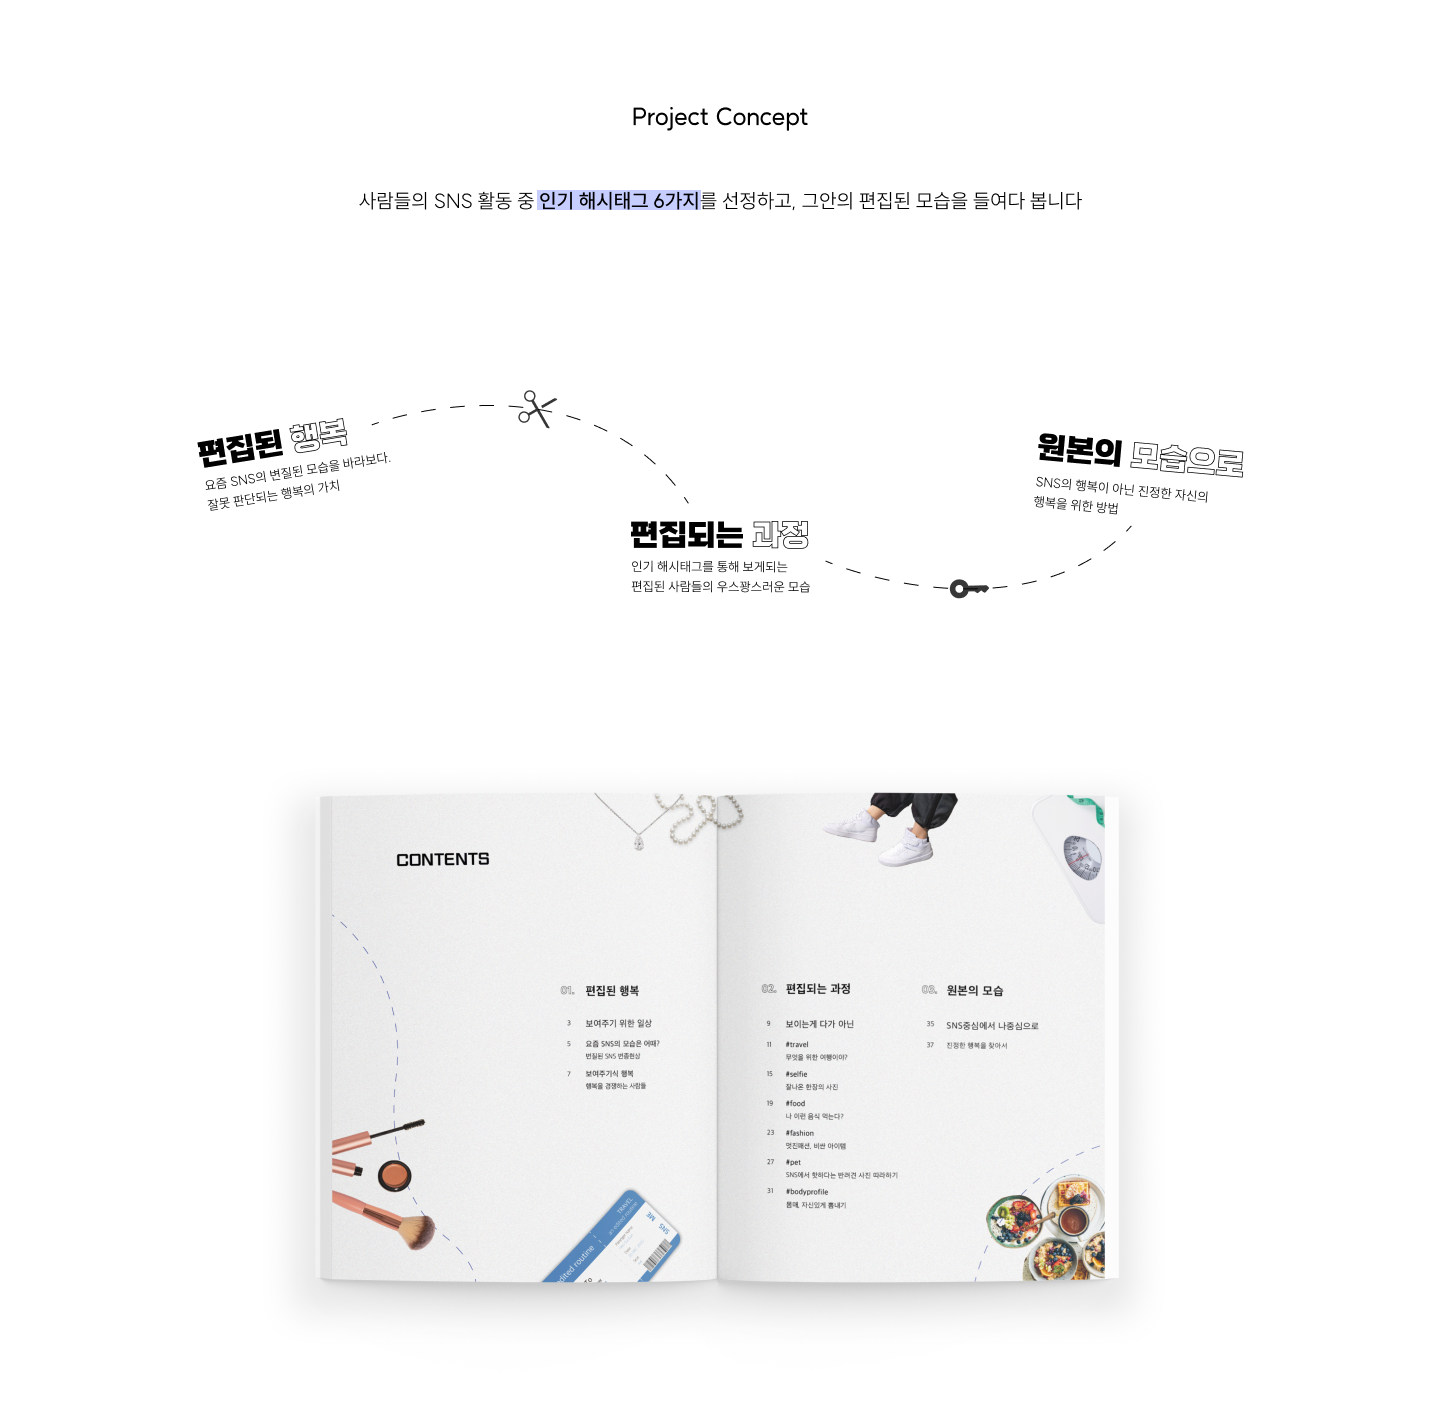 Project Concept
사람들의 SNS 활동 중 인기 해시태그 6가지를 선정하고, 그안의 편집된 모습을 들여다 봅니다
편집된 행복
요즘 SNS의 변질된 모습을 바라보다.
잘못 판단되는 행복의 가치
편집되는 과정
인기 해시태그를 통해 보게되는
편집된 사람들의 우스꽝스러운 모습
원본의 모습으로
SNS의 행복이 아닌 진정한 자신의
행복을 위한 방법
CONTENTS
01. 편집된 행복
3 보여주기 위한 일상
5 요즘 SNS의 모습은 어때?
변질된 SNS 변종현상
7 보여주기식 행복
행복을 경쟁하는 사람들
02. 편집되는 과정
9 보이는게 다가 아닌
11 #travel
무엇을 위한 여행이야?
15 #selfie
잘나온 한장의 사진
19 #food
나 이런 음식 먹는다?
23 #fashion
멋진패션, 비싼 아이템
27 #pet
SNS에서 핫하다는 반려견 사진 따라하기
31 #bodyprofile
몸매, 자신있게 뽐내기
03. 원본의 모습
35 SNS중심에서 나중심으로
37 진정한 행복을 찾아서
TRAVEL
an edited routine
ME
SNS
dited routine
TO